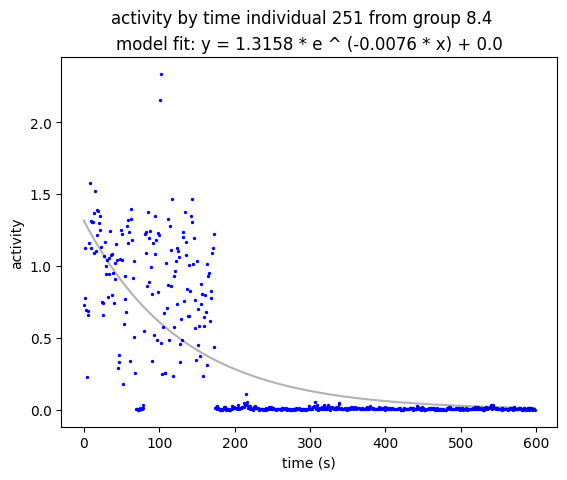 activity by time individual 251 from group 8.4
model fit: y = 1.3158 * e ^ (-0.0076 * x) + 0.0
activity
2.0
1.5
1.0
0.5
0.0
0 100 200 300 400 500 600
time (s)